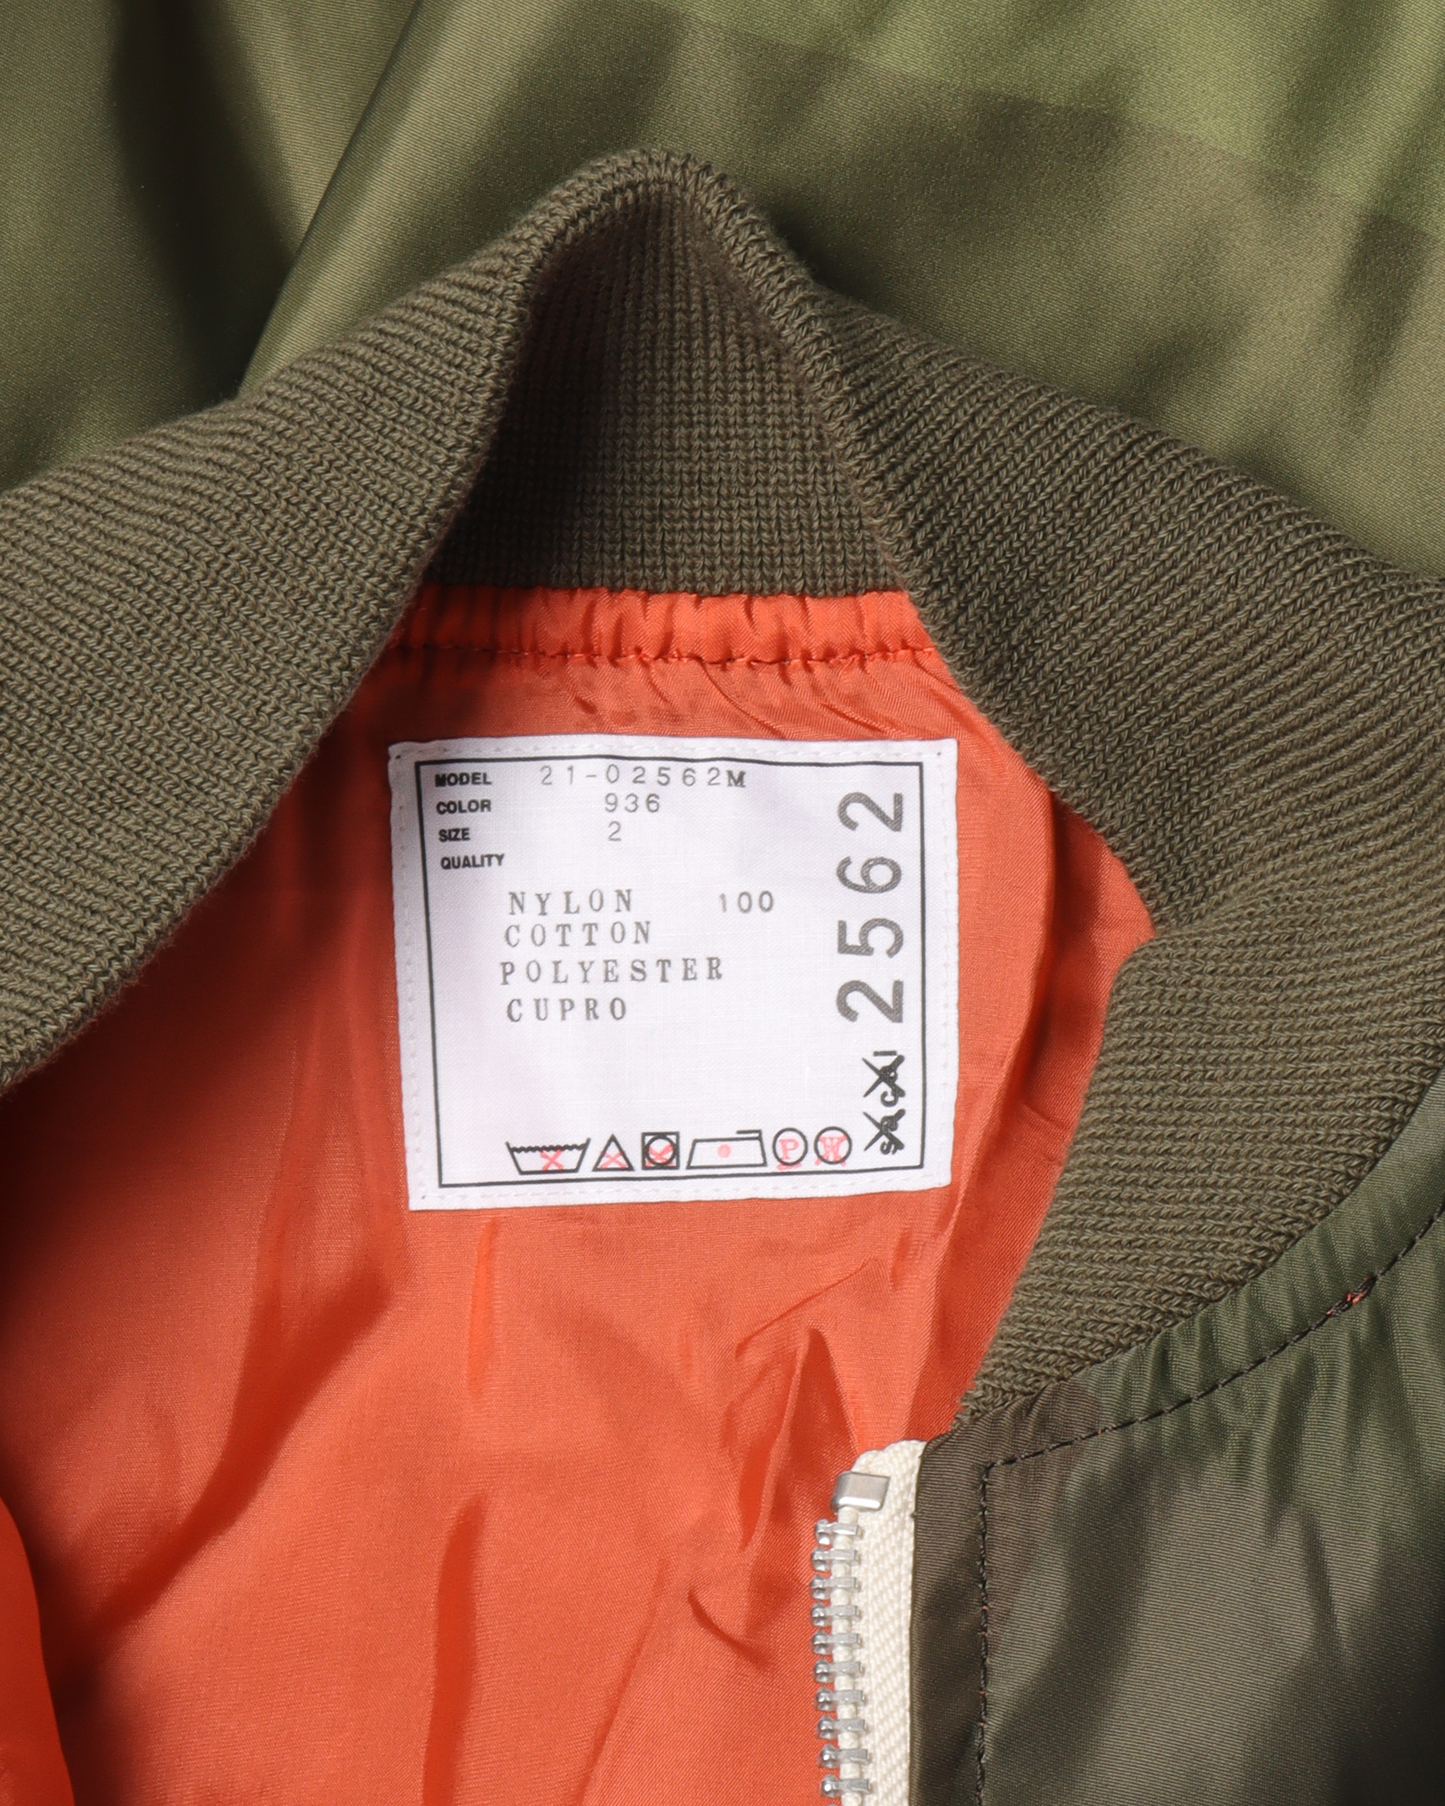 MODEL 21-02562M
COLOR 936
SIZE 2
QUALITY
NYLON 100
COTTON
POLYESTER
CUPRO
P W
sacai 2562